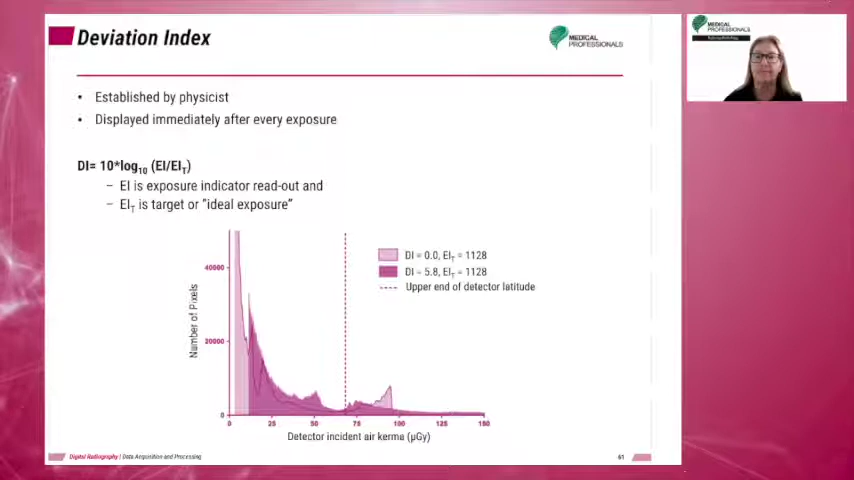 Deviation Index
MEDICAL
PROFESSIONALS
• Established by physicist
• Displayed immediately after every exposure
DI= 10*log10 (EI/EIT)
– EI is exposure indicator read-out and
– EIT is target or "ideal exposure"
DI = 0.0, EIT = 1128
DI = 5.8, EIT = 1128
Upper end of detector latitude
Number of Pixels
40000
20000
0
0 25 50 75 100 125 150
Detector incident air kerma (µGy)
Digital Radiography | Data Acquisition and Processing
61
MEDICAL
PROFESSIONALS